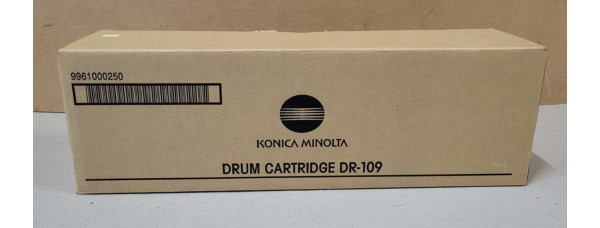 9961000250
KONICA MINOLTA
DRUM CARTRIDGE DR-109